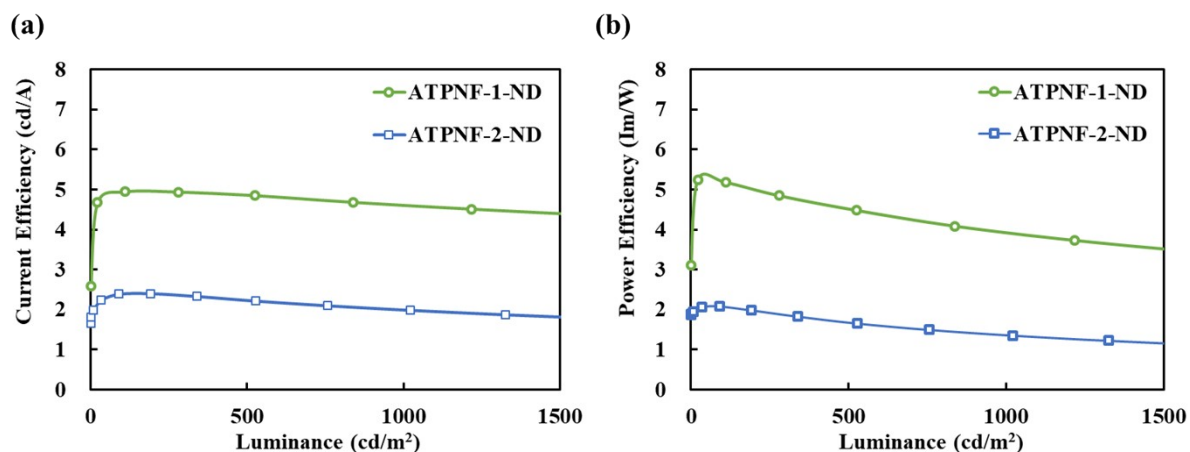 (a)
Current Efficiency (cd/A)
8
7
6
5
4
3
2
1
0
ATPNF-1-ND
ATPNF-2-ND
0 500 1000 1500
Luminance (cd/m²)
(b)
Power Efficiency (Im/W)
8
7
6
5
4
3
2
1
0
ATPNF-1-ND
ATPNF-2-ND
0 500 1000 1500
Luminance (cd/m²)